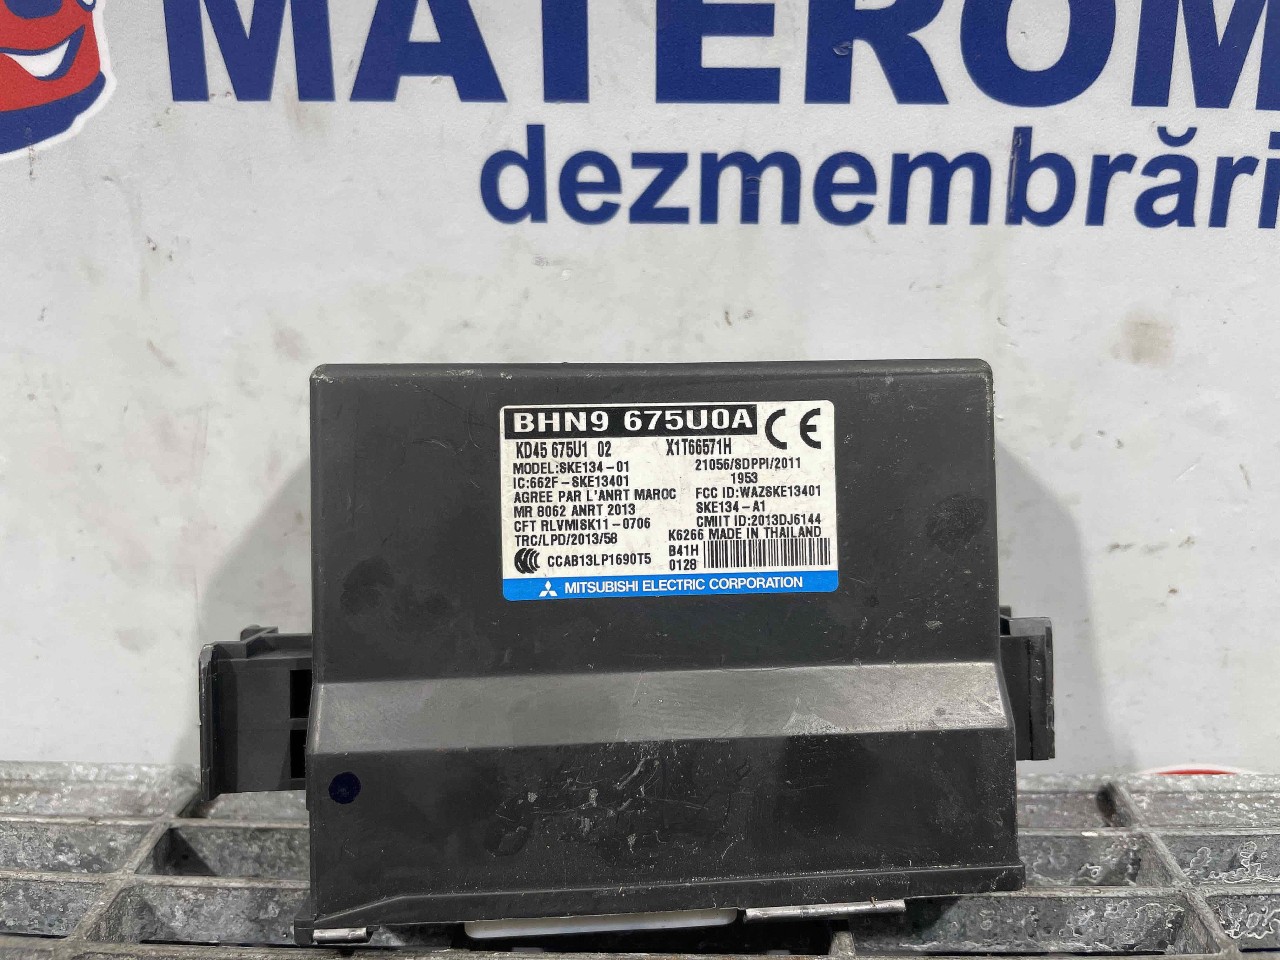 MATEROM
dezmembrări
BHN9 675U0A
CE
KD45 675U1 02 X1T66571H
MODEL:SKE134-01 21056/SDPPI/2011
IC:662F-SKE13401 1953
AGREE PAR L'ANRT MAROC FCC ID:WAZSKE13401
MR 8062 ANRT 2013 SKE134-A1
CFT RLVMISK11-0706 CMIIT ID:2013DJ6144
TRC/LPD/2013/58 K6266 MADE IN THAILAND
CCAB13LP1690T5 B41H
0128
MITSUBISHI ELECTRIC CORPORATION